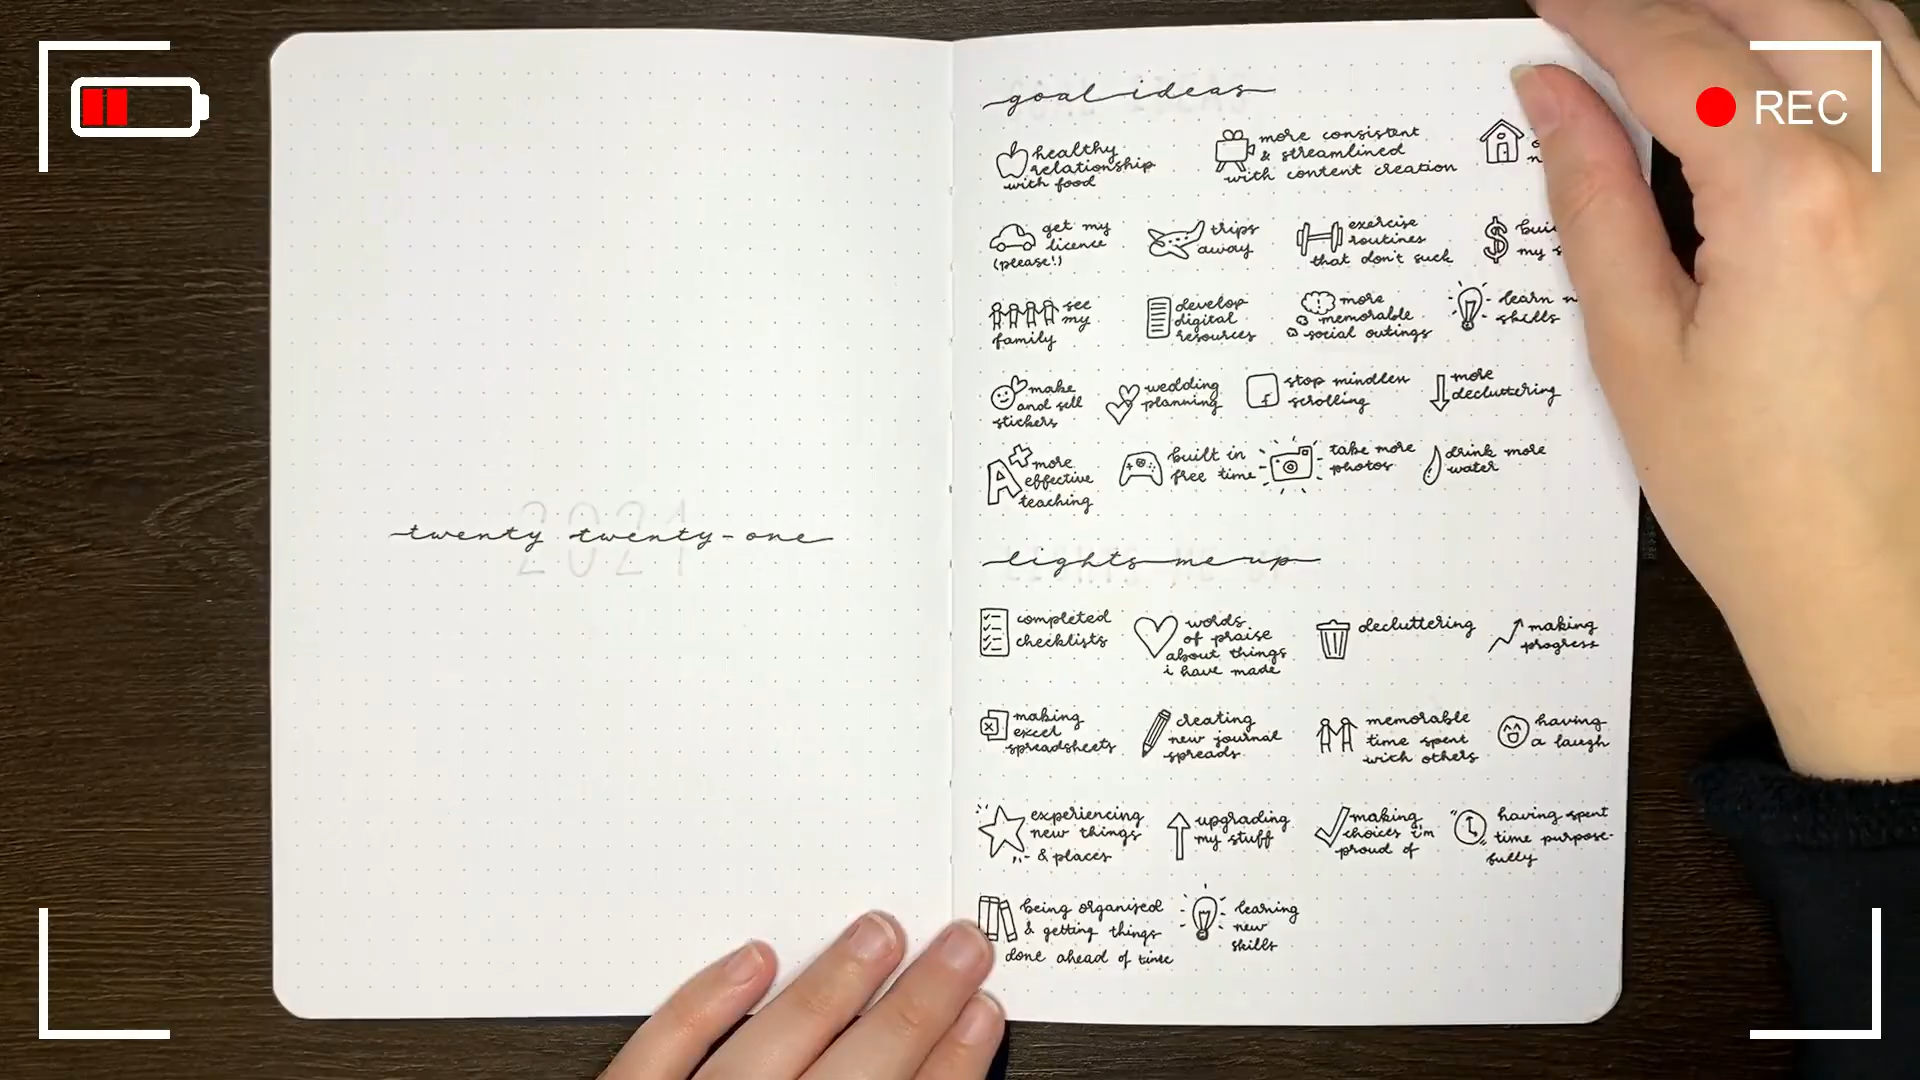 REC
2021
twenty twenty-one
goal ideas
healthy
relationship
with food
more consistent
& streamlined
with content creation
get my
licence
(please!)
trips
away
exercise
routines
that don't suck
$
my
see
my
family
develop
digital
resources
more
memorable
social outings
learn
skills
make
and sell
stickers
wedding
planning
stop mindless
scrolling
more
decluttering
A+
more
effective
teaching
built in
free time
take more
photos
drink more
water
lights me up
completed
checklists
words
of praise
about things
i have made
decluttering
making
progress
making
excel
spreadsheets
creating
new journal
spreads
memorable
time spent
with others
having
a laugh
experiencing
new things
& places
upgrading
my stuff
making
choices i'm
proud of
having spent
time purpose-
fully
being organised
& getting things
done ahead of time
learning
new
skills